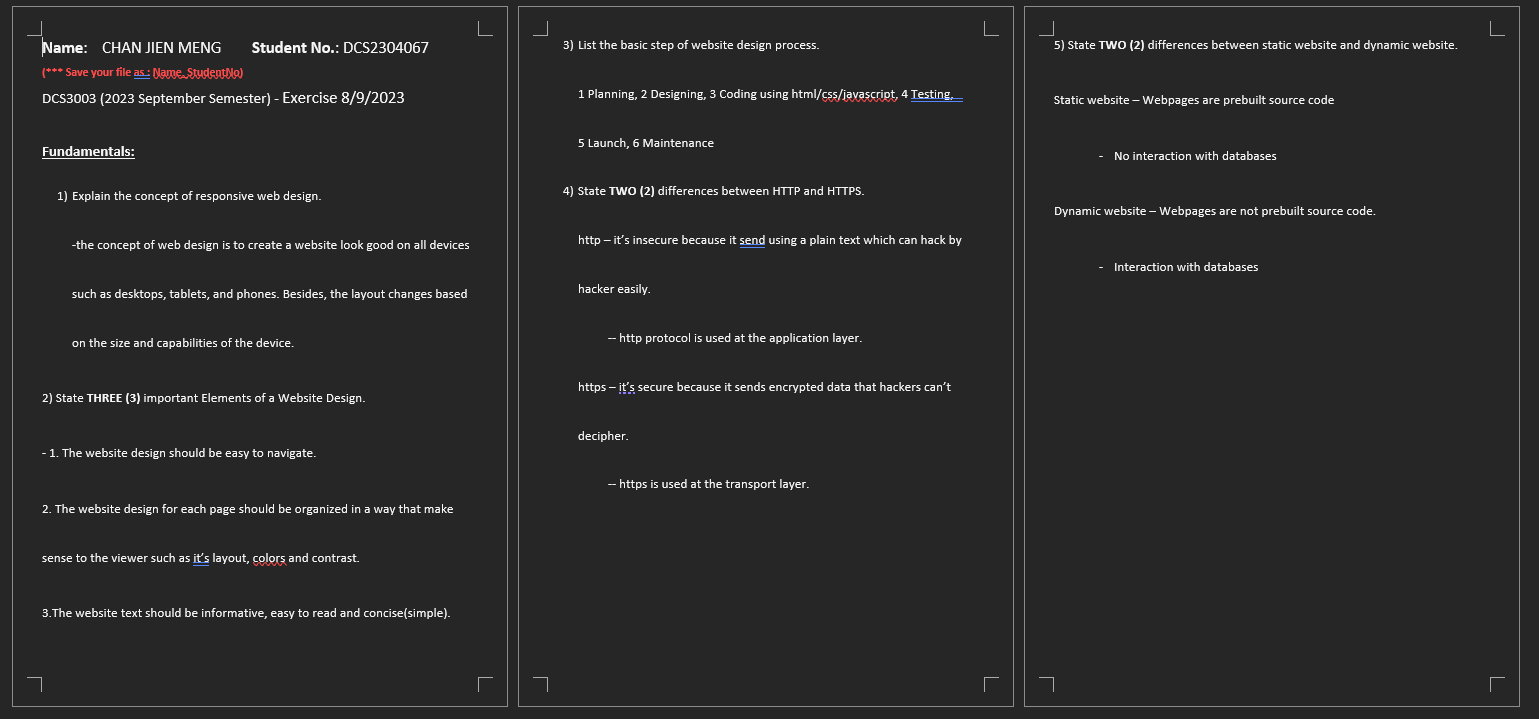 Name: CHAN JIEN MENG Student No.: DCS2304067
(*** Save your file as : Name_StudentNo)
DCS3003 (2023 September Semester) - Exercise 8/9/2023
Fundamentals:
1) Explain the concept of responsive web design.
-the concept of web design is to create a website look good on all devices
such as desktops, tablets, and phones. Besides, the layout changes based
on the size and capabilities of the device.
2) State THREE (3) important Elements of a Website Design.
- 1. The website design should be easy to navigate.
2. The website design for each page should be organized in a way that make
sense to the viewer such as it's layout, colors and contrast.
3.The website text should be informative, easy to read and concise(simple).
3) List the basic step of website design process.
1 Planning, 2 Designing, 3 Coding using html/css/javascript, 4 Testing,
5 Launch, 6 Maintenance
4) State TWO (2) differences between HTTP and HTTPS.
http – it's insecure because it send using a plain text which can hack by
hacker easily.
-- http protocol is used at the application layer.
https – it's secure because it sends encrypted data that hackers can't
decipher.
-- https is used at the transport layer.
5) State TWO (2) differences between static website and dynamic website.
Static website – Webpages are prebuilt source code
- No interaction with databases
Dynamic website – Webpages are not prebuilt source code.
- Interaction with databases